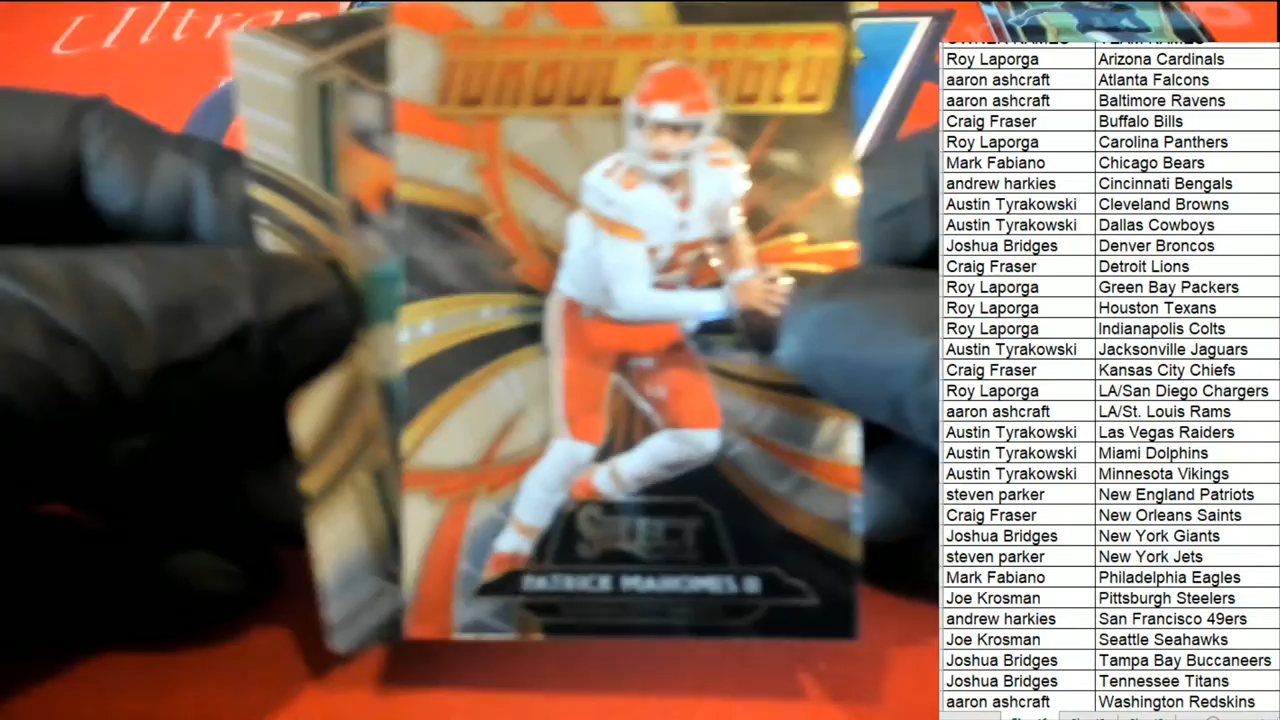 Ultra
OWNER NAMES TEAM NAMES
Roy Laporga Arizona Cardinals
aaron ashcraft Atlanta Falcons
aaron ashcraft Baltimore Ravens
Craig Fraser Buffalo Bills
Roy Laporga Carolina Panthers
Mark Fabiano Chicago Bears
andrew harkies Cincinnati Bengals
Austin Tyrakowski Cleveland Browns
Austin Tyrakowski Dallas Cowboys
Joshua Bridges Denver Broncos
Craig Fraser Detroit Lions
Roy Laporga Green Bay Packers
Roy Laporga Houston Texans
Roy Laporga Indianapolis Colts
Austin Tyrakowski Jacksonville Jaguars
Craig Fraser Kansas City Chiefs
Roy Laporga LA/San Diego Chargers
aaron ashcraft LA/St. Louis Rams
Austin Tyrakowski Las Vegas Raiders
Austin Tyrakowski Miami Dolphins
Austin Tyrakowski Minnesota Vikings
steven parker New England Patriots
Craig Fraser New Orleans Saints
Joshua Bridges New York Giants
steven parker New York Jets
Mark Fabiano Philadelphia Eagles
Joe Krosman Pittsburgh Steelers
andrew harkies San Francisco 49ers
Joe Krosman Seattle Seahawks
Joshua Bridges Tampa Bay Buccaneers
Joshua Bridges Tennessee Titans
aaron ashcraft Washington Redskins
SELECT
PATRICK MAHOMES II